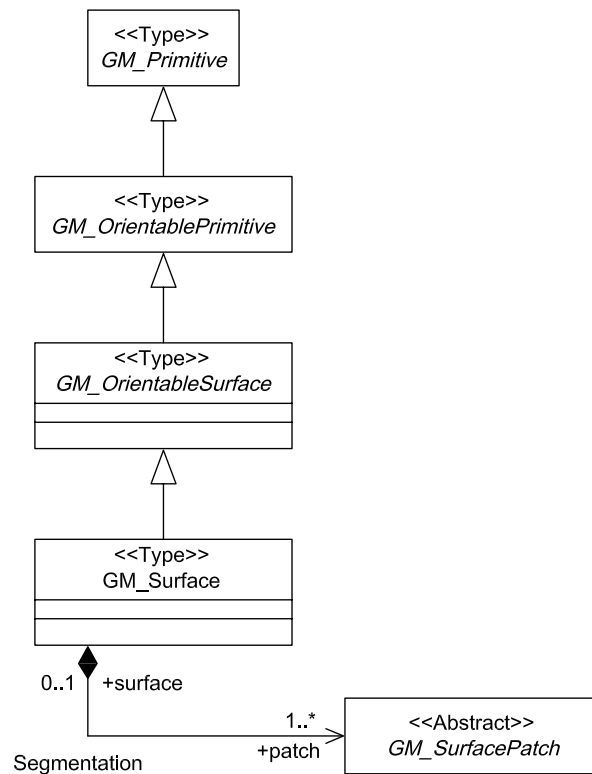 <<Type>>
GM_Primitive
<<Type>>
GM_OrientablePrimitive
<<Type>>
GM_OrientableSurface
<<Type>>
GM_Surface
0..1 +surface
1..*
+patch
<<Abstract>>
GM_SurfacePatch
Segmentation